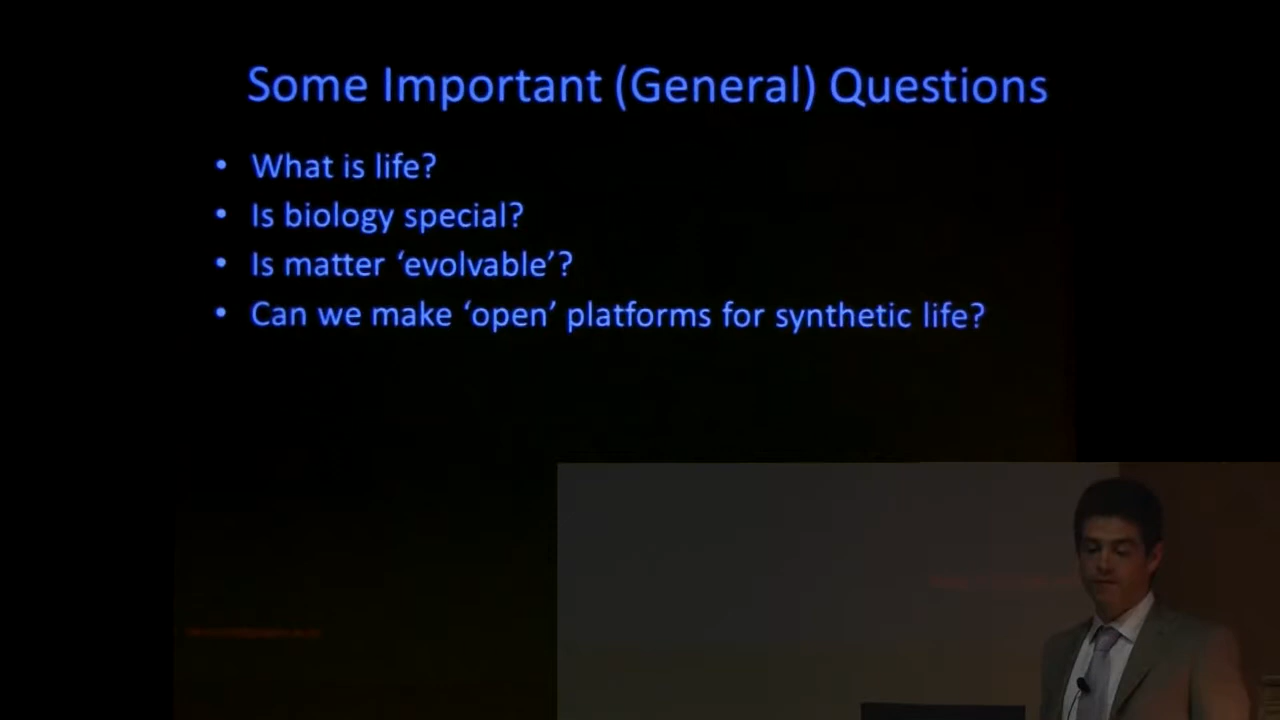 Some Important (General) Questions
• What is life?
• Is biology special?
• Is matter ‘evolvable’?
• Can we make ‘open’ platforms for synthetic life?